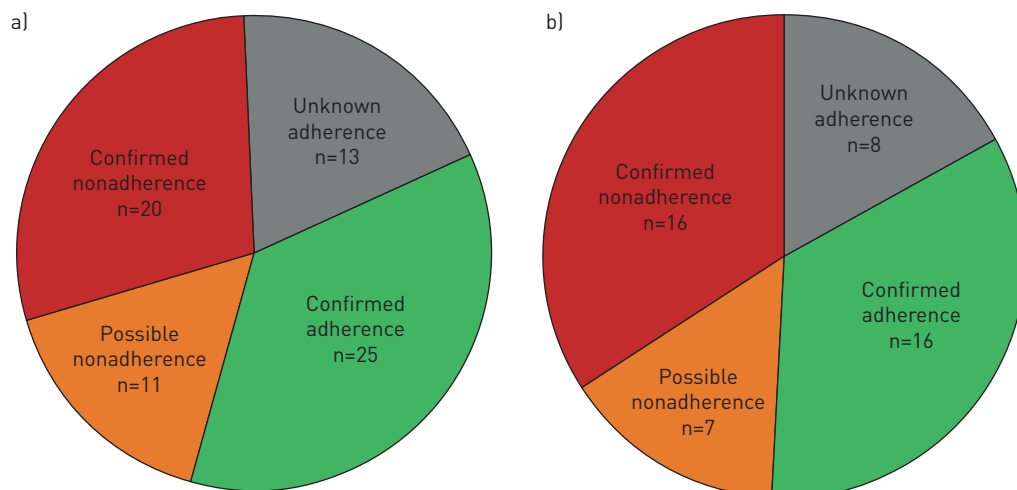 a)
Unknown
adherence
n=13
Confirmed
nonadherence
n=20
Confirmed
adherence
n=25
Possible
nonadherence
n=11
b)
Unknown
adherence
n=8
Confirmed
nonadherence
n=16
Confirmed
adherence
n=16
Possible
nonadherence
n=7